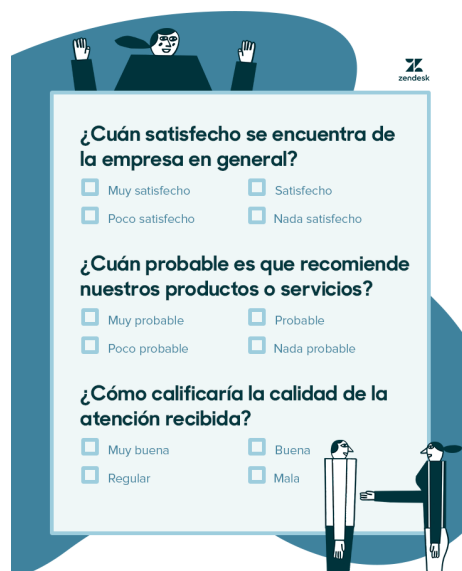 zendesk
¿Cuán satisfecho se encuentra de
la empresa en general?
Muy satisfecho
Satisfecho
Poco satisfecho
Nada satisfecho
¿Cuán probable es que recomiende
nuestros productos o servicios?
Muy probable
Probable
Poco probable
Nada probable
¿Cómo calificaría la calidad de la
atención recibida?
Muy buena
Buena
Regular
Mala